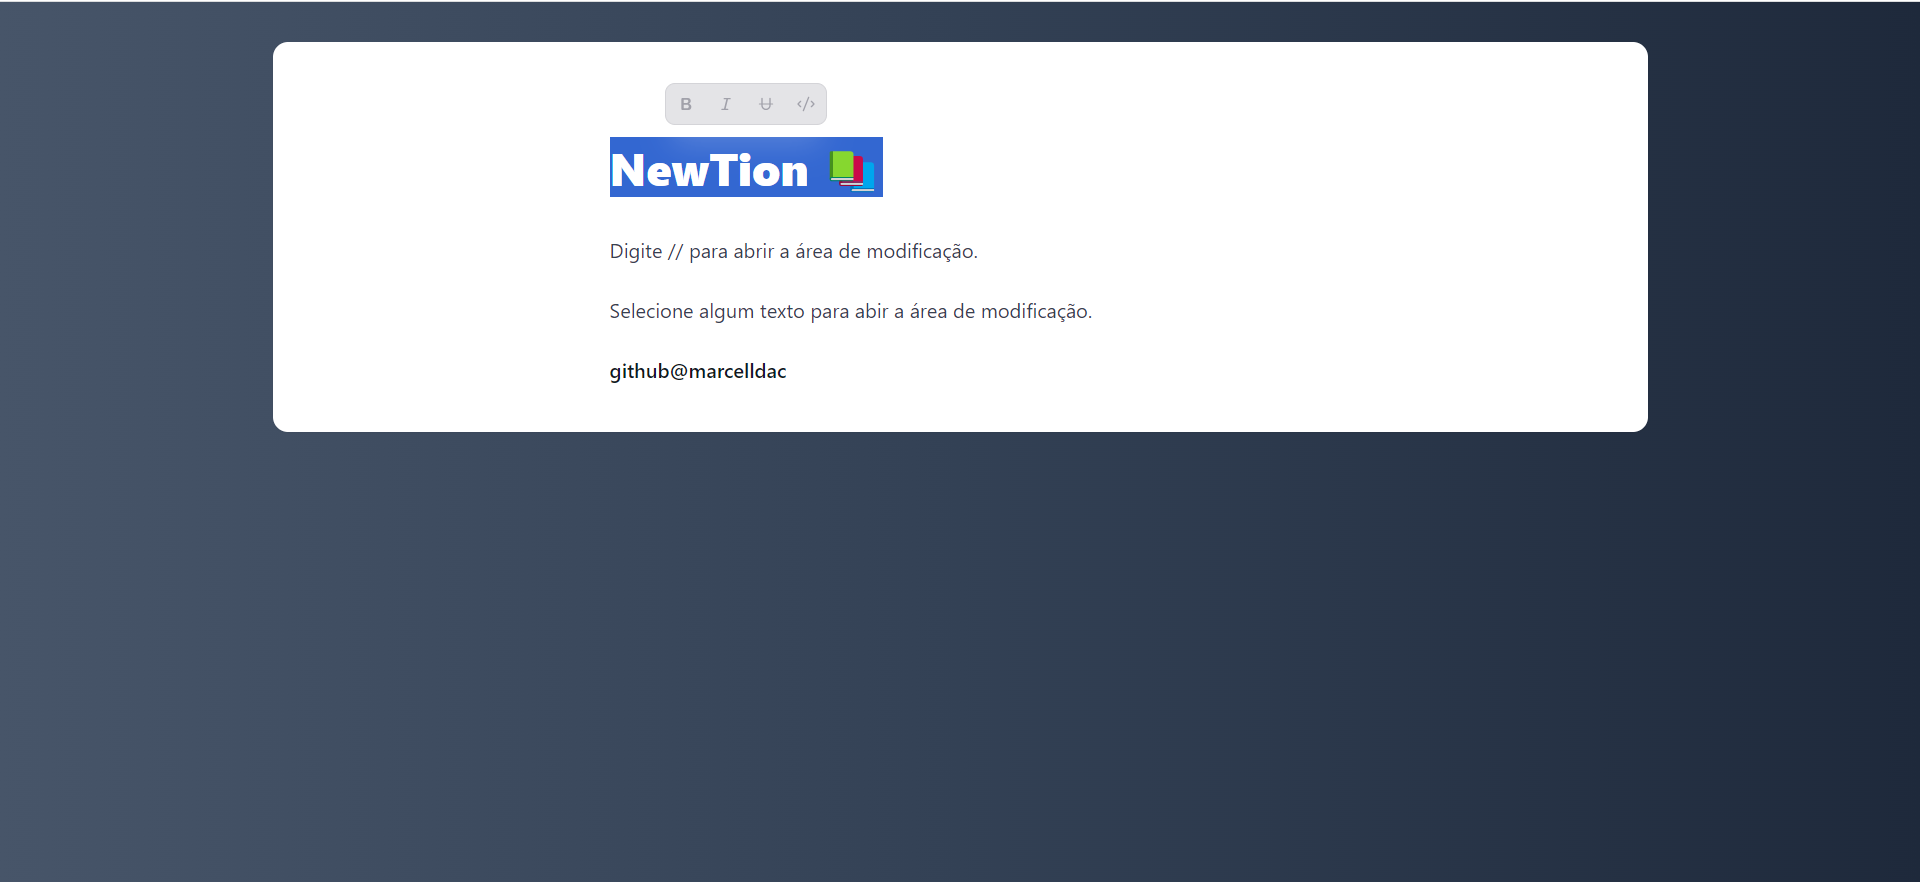 B I U </>
NewTion 📚
Digite // para abrir a área de modificação.
Selecione algum texto para abir a área de modificação.
github@marcelldac